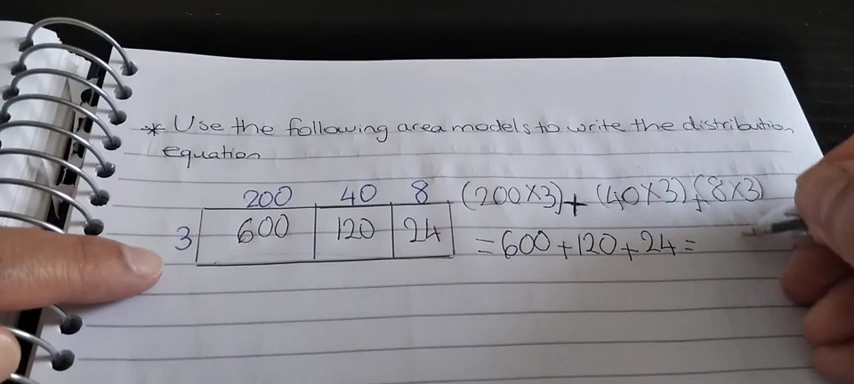 * Use the following area models to write the distribution
equation
200 40 8 (200×3)+(40×3)+(8×3)
3 600 120 24 =600+120+24=